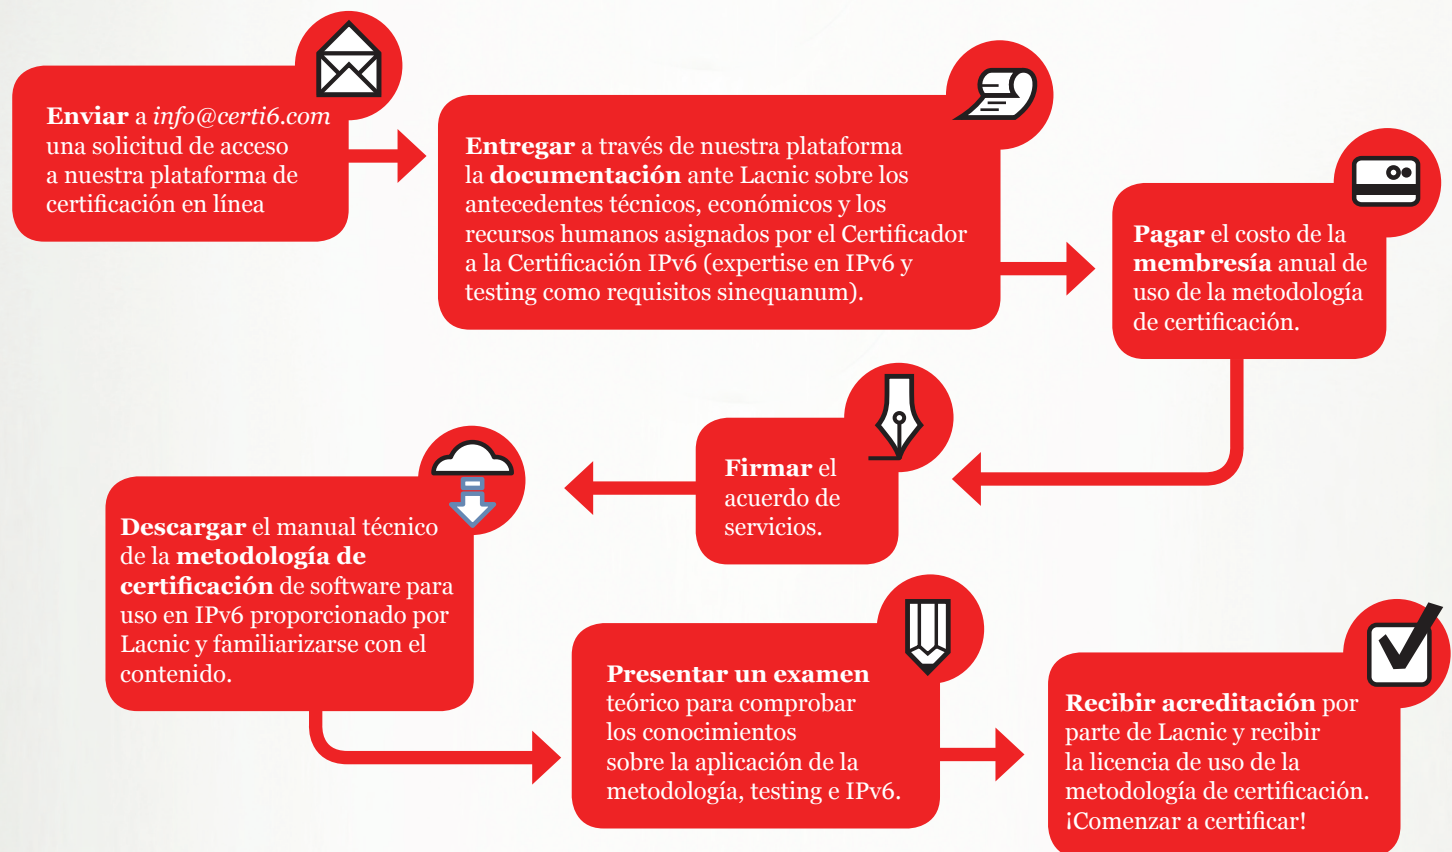 Enviar a info@certi6.com
una solicitud de acceso
a nuestra plataforma de
certificación en línea
Entregar a través de nuestra plataforma
la documentación ante Lacnic sobre los
antecedentes técnicos, económicos y los
recursos humanos asignados por el Certificador
a la Certificación IPv6 (expertise en IPv6 y
testing como requisitos sinequanum).
Pagar el costo de la
membresía anual de
uso de la metodología
de certificación.
Firmar el
acuerdo de
servicios.
Descargar el manual técnico
de la metodología de
certificación de software para
uso en IPv6 proporcionado por
Lacnic y familiarizarse con el
contenido.
Presentar un examen
teórico para comprobar
los conocimientos
sobre la aplicación de la
metodología, testing e IPv6.
Recibir acreditación por
parte de Lacnic y recibir
la licencia de uso de la
metodología de certificación.
¡Comenzar a certificar!